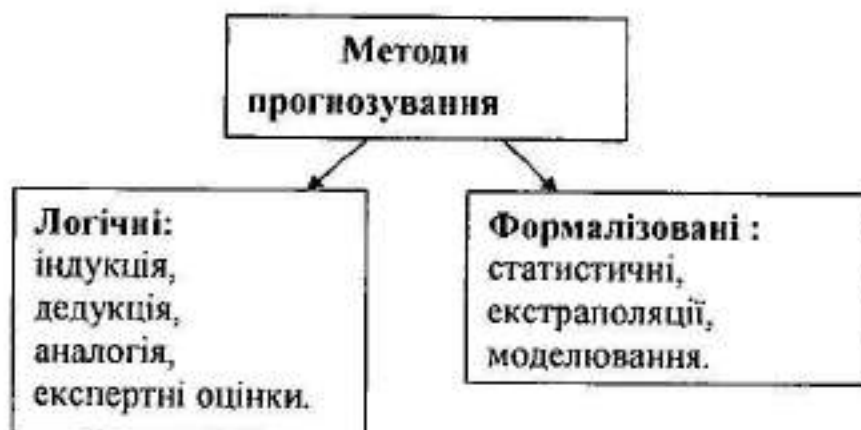 Методи
прогнозування
Логічні:
індукція,
дедукція,
аналогія,
експертні оцінки.
Формалізовані :
статистичні,
екстраполяції,
моделювання.